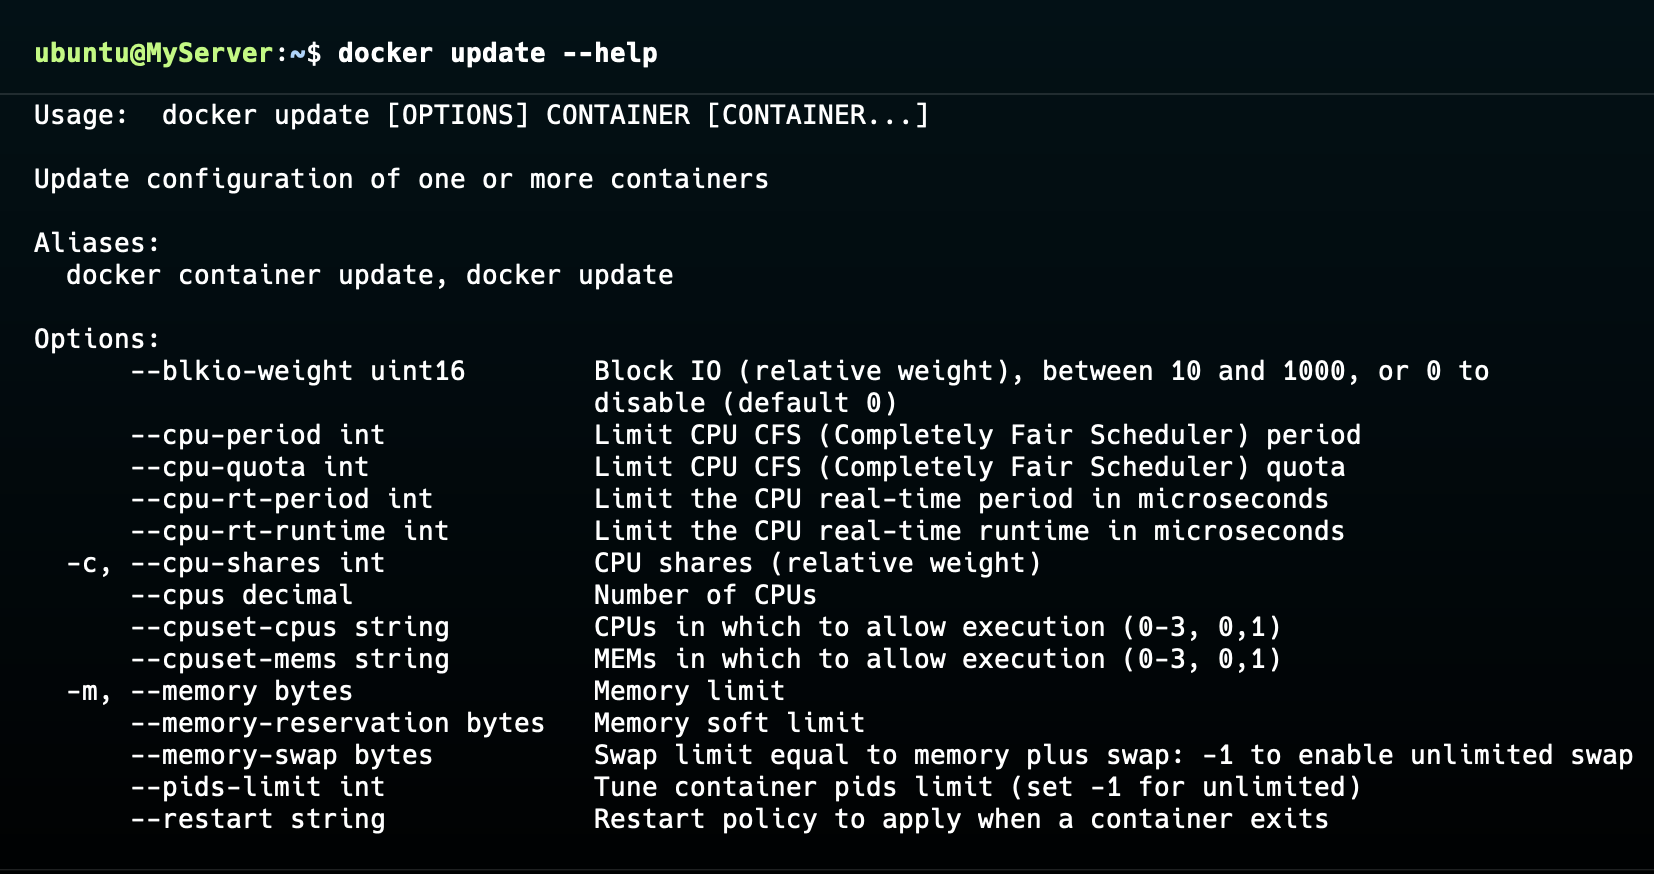 ubuntu@MyServer:~$ docker update --help
Usage:  docker update [OPTIONS] CONTAINER [CONTAINER...]
Update configuration of one or more containers
Aliases:
  docker container update, docker update
Options:
      --blkio-weight uint16        Block IO (relative weight), between 10 and 1000, or 0 to
                                   disable (default 0)
      --cpu-period int             Limit CPU CFS (Completely Fair Scheduler) period
      --cpu-quota int              Limit CPU CFS (Completely Fair Scheduler) quota
      --cpu-rt-period int          Limit the CPU real-time period in microseconds
      --cpu-rt-runtime int         Limit the CPU real-time runtime in microseconds
  -c, --cpu-shares int             CPU shares (relative weight)
      --cpus decimal               Number of CPUs
      --cpuset-cpus string         CPUs in which to allow execution (0-3, 0,1)
      --cpuset-mems string         MEMs in which to allow execution (0-3, 0,1)
  -m, --memory bytes               Memory limit
      --memory-reservation bytes   Memory soft limit
      --memory-swap bytes          Swap limit equal to memory plus swap: -1 to enable unlimited swap
      --pids-limit int             Tune container pids limit (set -1 for unlimited)
      --restart string             Restart policy to apply when a container exits